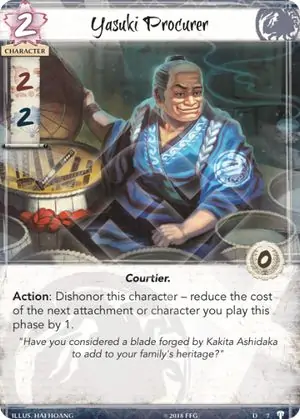 2
Yasuki Procurer
CHARACTER
2
2
0
Courtier.
Action: Dishonor this character – reduce the cost
of the next attachment or character you play this
phase by 1.
"Have you considered a blade forged by Kakita Ashidaka
to add to your family's heritage?"
ILLUS. HAI HOANG
©2018 FFG
D 7